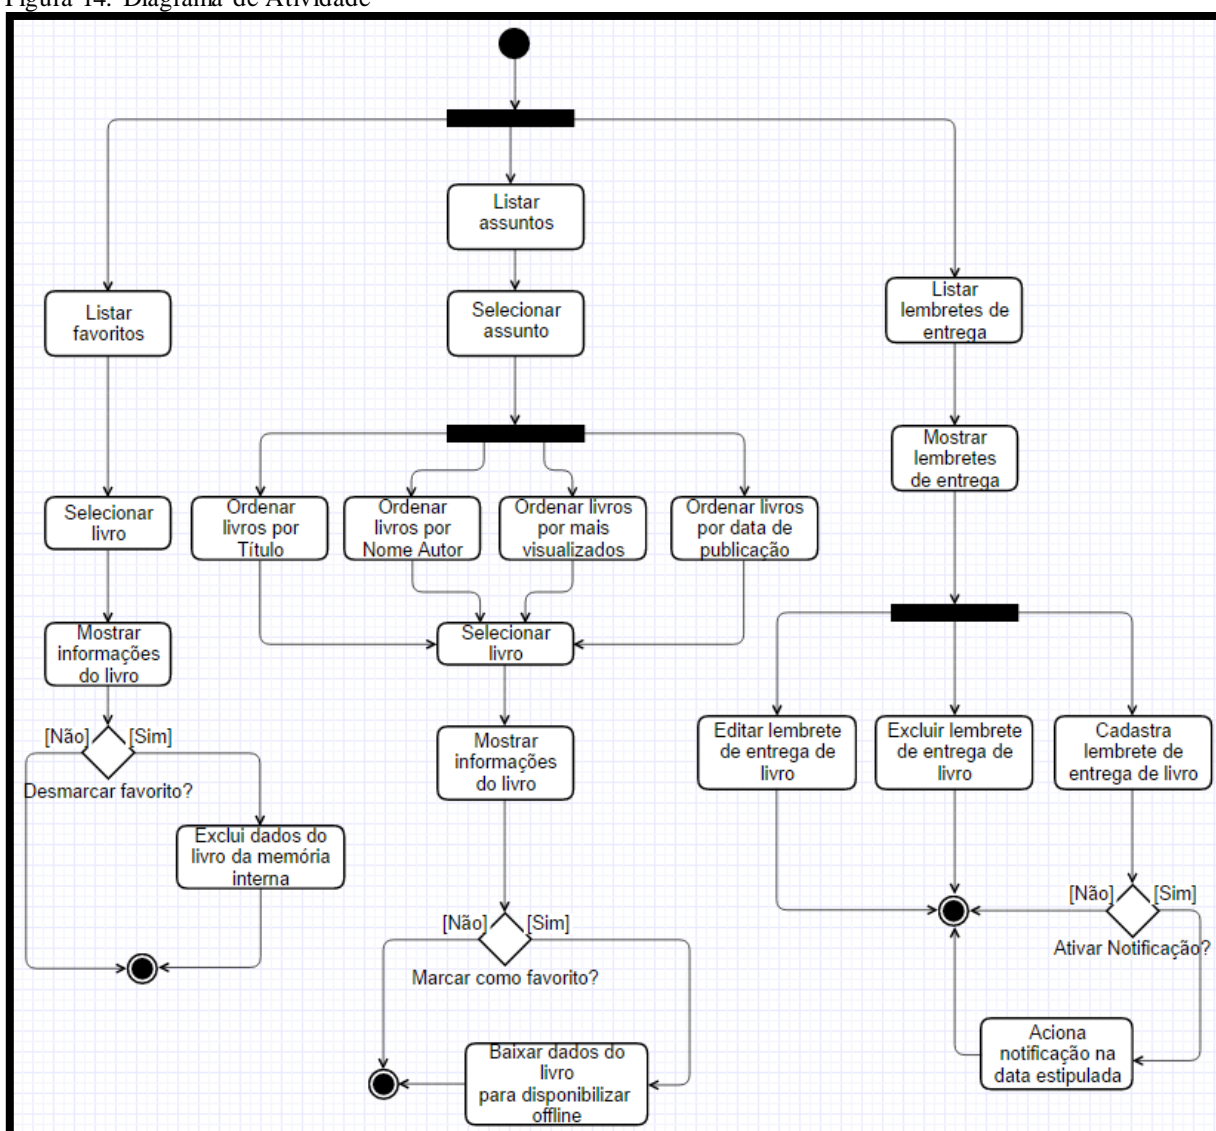 Figura 14: Diagrama de Atividade
Listar
assuntos
Listar
favoritos
Selecionar
assunto
Listar
lembretes de
entrega
Mostrar
lembretes
de entrega
Selecionar
livro
Ordenar
livros por
Título
Ordenar
livros por
Nome Autor
Ordenar livros
por mais
visualizados
Ordenar livros
por data de
publicação
Mostrar
informações
do livro
Selecionar
livro
[Não]
[Sim]
Desmarcar favorito?
Mostrar
informações
do livro
Editar lembrete
de entrega de
livro
Excluir lembrete
de entrega de
livro
Cadastra
lembrete de
entrega de livro
Exclui dados do
livro da memória
interna
[Não]
[Sim]
Marcar como favorito?
[Não]
[Sim]
Ativar Notificação?
Baixar dados do
livro
para disponibilizar
offline
Aciona
notificação na
data estipulada